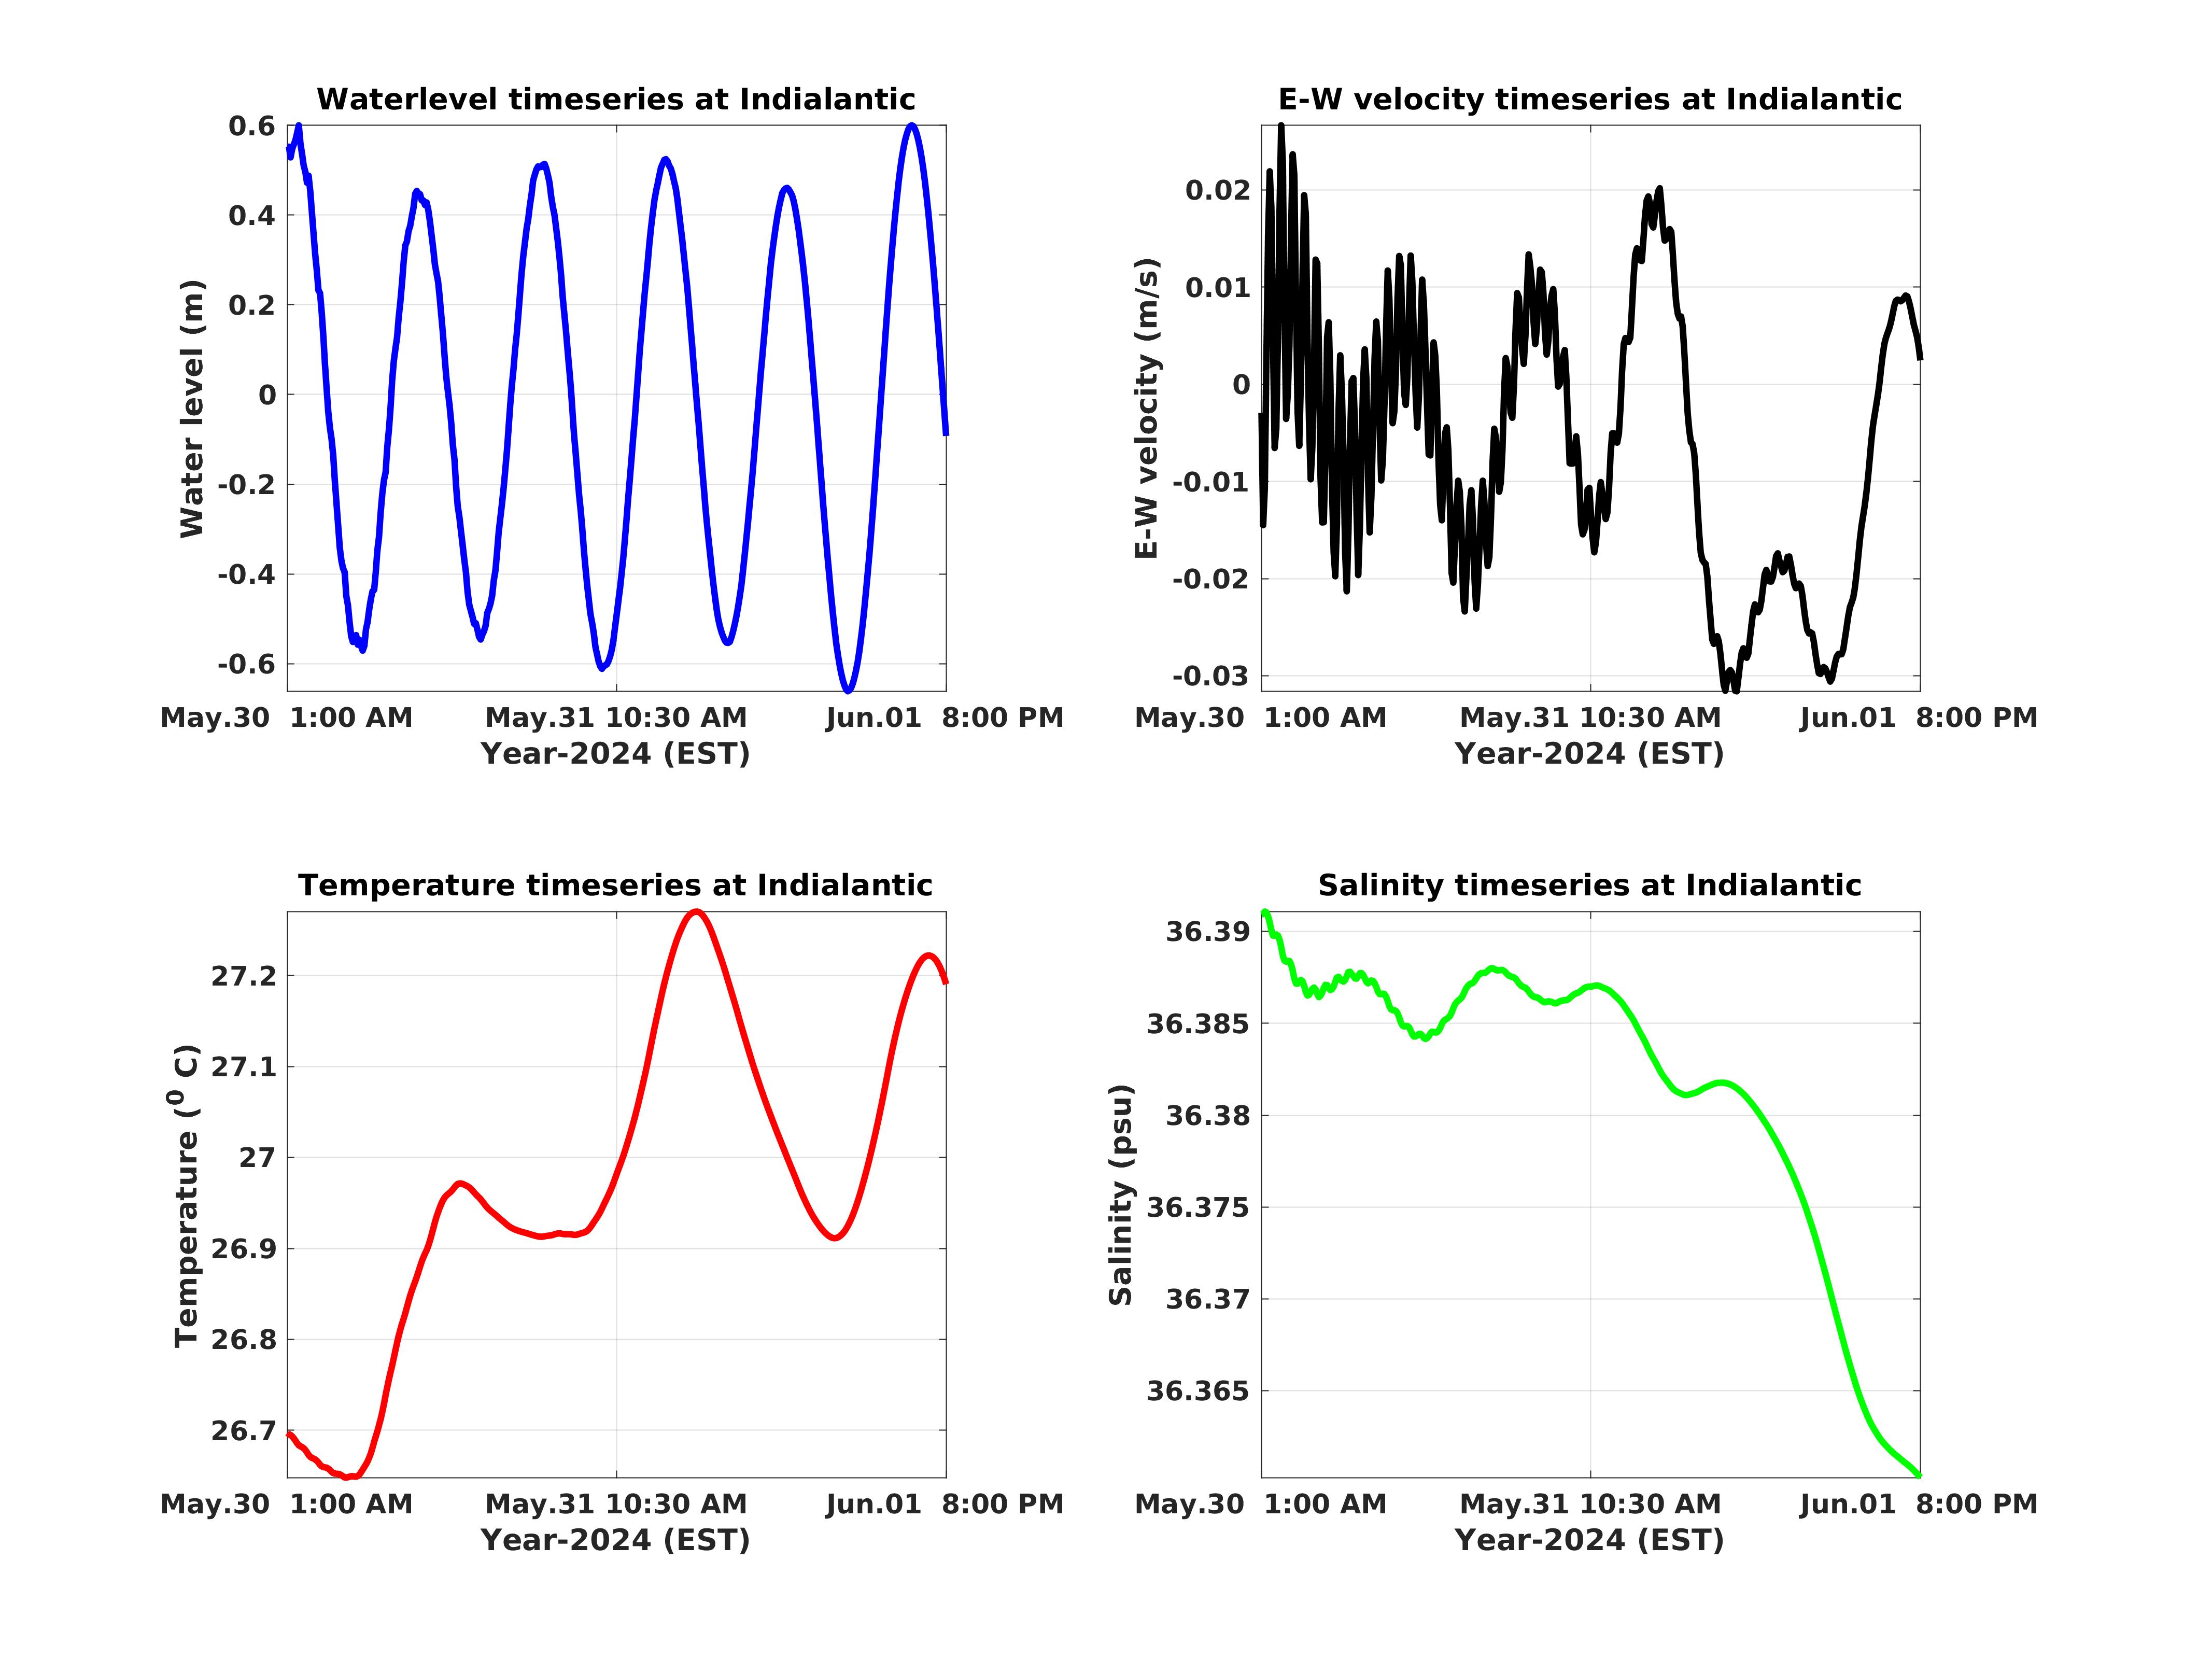 Waterlevel timeseries at Indialantic
0.6
0.4
0.2
0
-0.2
-0.4
-0.6
Water level (m)
May.30 1:00 AM
May.31 10:30 AM
Jun.01 8:00 PM
Year-2024 (EST)
E-W velocity timeseries at Indialantic
0.02
0.01
0
-0.01
-0.02
-0.03
E-W velocity (m/s)
May.30 1:00 AM
May.31 10:30 AM
Jun.01 8:00 PM
Year-2024 (EST)
Temperature timeseries at Indialantic
27.2
27.1
27
26.9
26.8
26.7
Temperature (⁰ C)
May.30 1:00 AM
May.31 10:30 AM
Jun.01 8:00 PM
Year-2024 (EST)
Salinity timeseries at Indialantic
36.39
36.385
36.38
36.375
36.37
36.365
Salinity (psu)
May.30 1:00 AM
May.31 10:30 AM
Jun.01 8:00 PM
Year-2024 (EST)